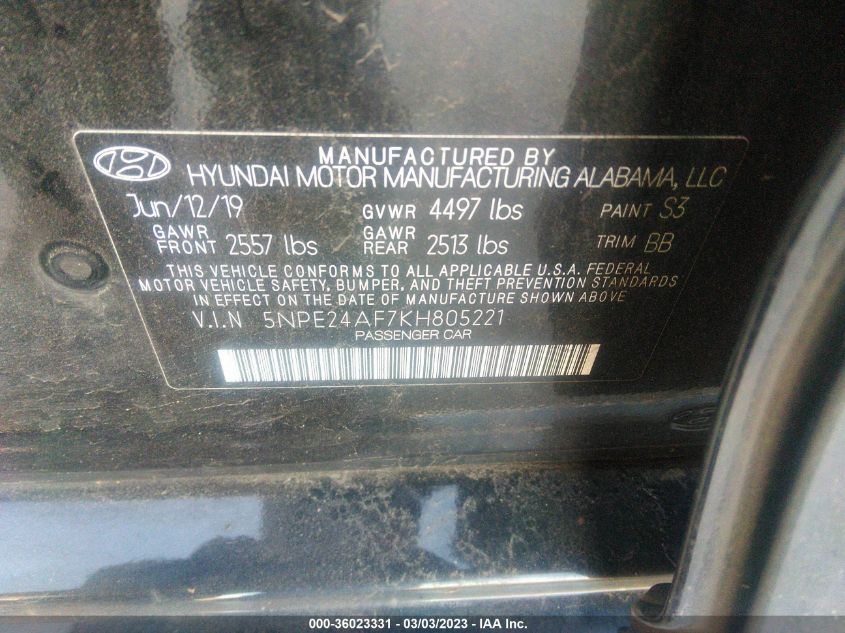 MANUFACTURED BY
HYUNDAI MOTOR MANUFACTURING ALABAMA, LLC
Jun/12/19 GVWR 4497 lbs PAINT S3
GAWR FRONT 2557 lbs GAWR REAR 2513 lbs TRIM BB
THIS VEHICLE CONFORMS TO ALL APPLICABLE U.S.A. FEDERAL
MOTOR VEHICLE SAFETY, BUMPER, AND THEFT PREVENTION STANDARDS
IN EFFECT ON THE DATE OF MANUFACTURE SHOWN ABOVE
V.I.N 5NPE24AF7KH805221
PASSENGER CAR
000-36023331 — 03/03/2023 — IAA Inc.